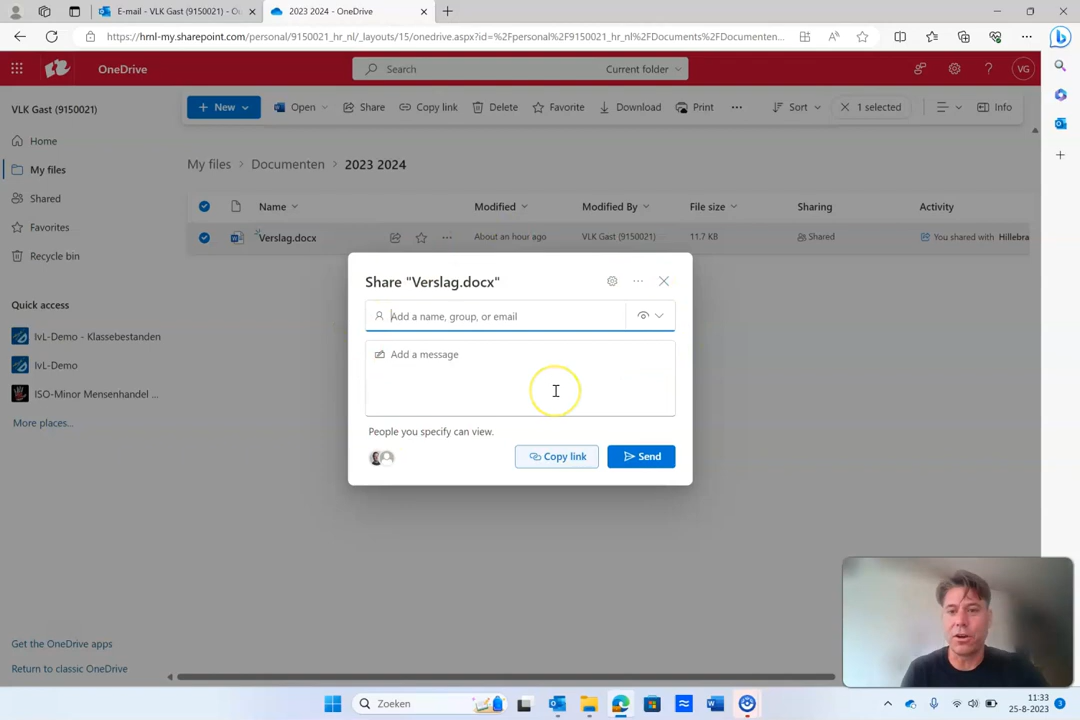 E-mail - VLK Gast (9150021) - Ou
2023 2024 - OneDrive
https://hml-my.sharepoint.com/personal/9150021_hr_nl/_layouts/15/onedrive.aspx?id=%2Fpersonal%2F9150021_hr_nl%2FDocuments%2FDocumenten...
OneDrive
Search
Current folder
VG
VLK Gast (9150021)
Home
My files
Shared
Favorites
Recycle bin
Quick access
IvL-Demo - Klassebestanden
IvL-Demo
ISO-Minor Mensenhandel ...
More places...
Get the OneDrive apps
Return to classic OneDrive
New
Open
Share
Copy link
Delete
Favorite
Download
Print
Sort
1 selected
Info
My files > Documenten > 2023 2024
Name
Modified
Modified By
File size
Sharing
Activity
Verslag.docx
About an hour ago
VLK Gast (9150021)
11.7 KB
Shared
You shared with Hillebra
Share "Verslag.docx"
Add a name, group, or email
Add a message
People you specify can view.
Copy link
Send
Zoeken
11:33
25-8-2023
3